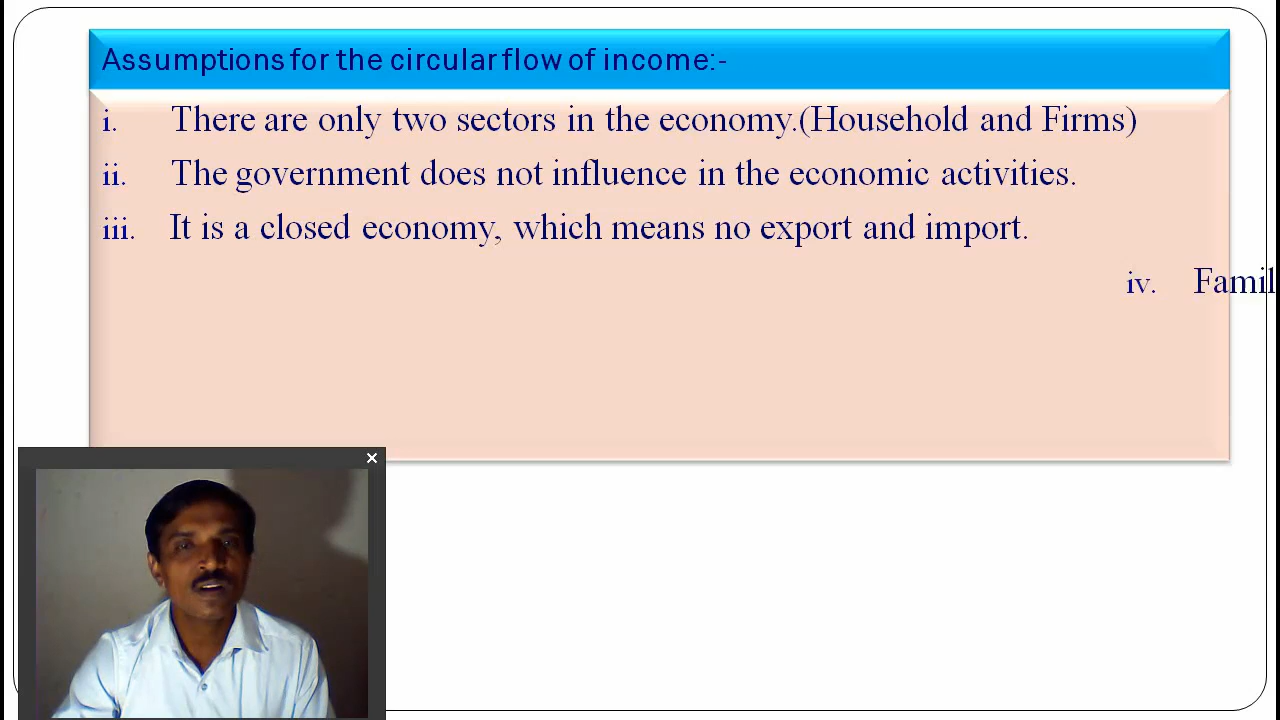 Assumptions for the circular flow of income:-
i. There are only two sectors in the economy.(Household and Firms)
ii. The government does not influence in the economic activities.
iii. It is a closed economy, which means no export and import.
iv. Famil